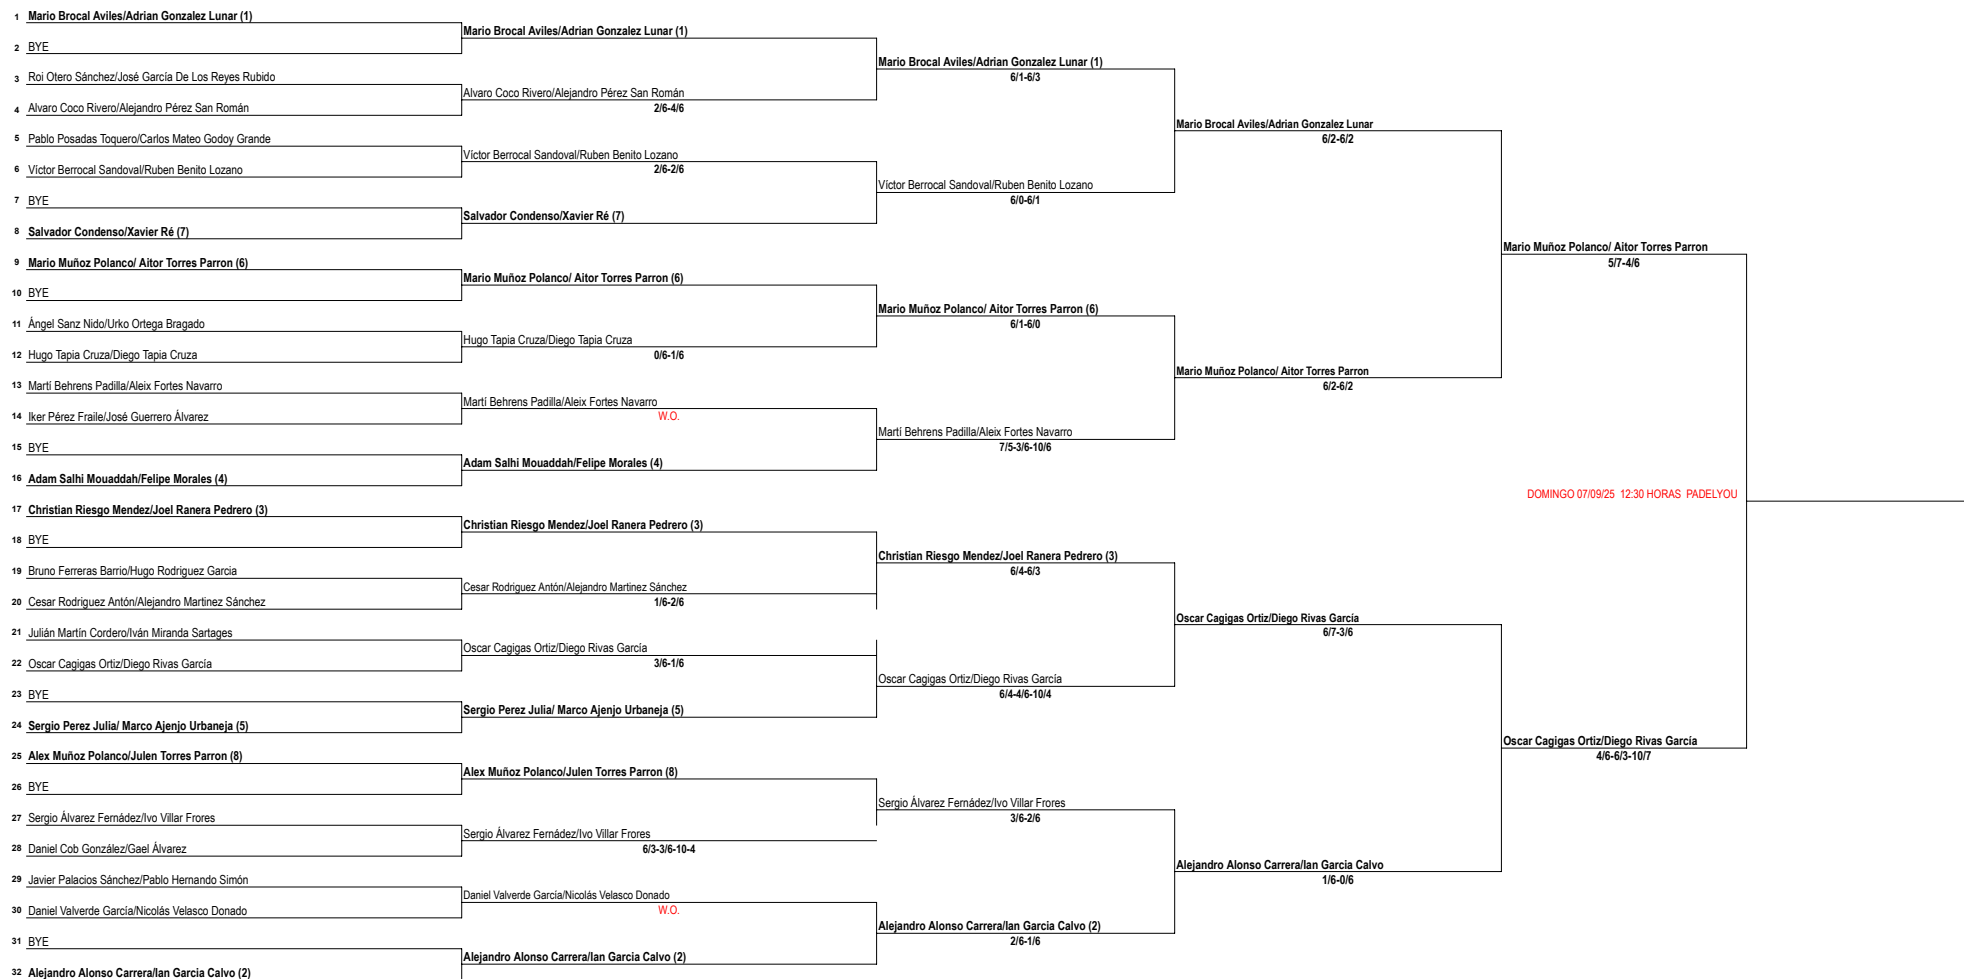 1 Mario Brocal Aviles/Adrian Gonzalez Lunar (1)
2 BYE
3 Roi Otero Sánchez/José García De Los Reyes Rubido
4 Alvaro Coco Rivero/Alejandro Pérez San Román
5 Pablo Posadas Toquero/Carlos Mateo Godoy Grande
6 Víctor Berrocal Sandoval/Ruben Benito Lozano
7 BYE
8 Salvador Condenso/Xavier Ré (7)
9 Mario Muñoz Polanco/ Aitor Torres Parron (6)
10 BYE
11 Ángel Sanz Nido/Urko Ortega Bragado
12 Hugo Tapia Cruza/Diego Tapia Cruza
13 Martí Behrens Padilla/Aleix Fortes Navarro
14 Iker Pérez Fraile/José Guerrero Álvarez
15 BYE
16 Adam Salhi Mouaddah/Felipe Morales (4)
17 Christian Riesgo Mendez/Joel Ranera Pedrero (3)
18 BYE
19 Bruno Ferreras Barrio/Hugo Rodriguez Garcia
20 Cesar Rodriguez Antón/Alejandro Martinez Sánchez
21 Julián Martín Cordero/Iván Miranda Sartages
22 Oscar Cagigas Ortiz/Diego Rivas García
23 BYE
24 Sergio Perez Julia/ Marco Ajenjo Urbaneja (5)
25 Alex Muñoz Polanco/Julen Torres Parron (8)
26 BYE
27 Sergio Álvarez Fernádez/Ivo Villar Frores
28 Daniel Cob González/Gael Álvarez
29 Javier Palacios Sánchez/Pablo Hernando Simón
30 Daniel Valverde García/Nicolás Velasco Donado
31 BYE
32 Alejandro Alonso Carrera/Ian Garcia Calvo (2)
Mario Brocal Aviles/Adrian Gonzalez Lunar (1)
Alvaro Coco Rivero/Alejandro Pérez San Román
2/6-4/6
Víctor Berrocal Sandoval/Ruben Benito Lozano
2/6-2/6
Salvador Condenso/Xavier Ré (7)
Mario Muñoz Polanco/ Aitor Torres Parron (6)
Hugo Tapia Cruza/Diego Tapia Cruza
0/6-1/6
Martí Behrens Padilla/Aleix Fortes Navarro
W.O.
Adam Salhi Mouaddah/Felipe Morales (4)
Christian Riesgo Mendez/Joel Ranera Pedrero (3)
Cesar Rodriguez Antón/Alejandro Martinez Sánchez
1/6-2/6
Oscar Cagigas Ortiz/Diego Rivas García
3/6-1/6
Sergio Perez Julia/ Marco Ajenjo Urbaneja (5)
Alex Muñoz Polanco/Julen Torres Parron (8)
Sergio Álvarez Fernádez/Ivo Villar Frores
6/3-3/6-10-4
Daniel Valverde García/Nicolás Velasco Donado
W.O.
Alejandro Alonso Carrera/Ian Garcia Calvo (2)
Mario Brocal Aviles/Adrian Gonzalez Lunar (1)
6/1-6/3
Víctor Berrocal Sandoval/Ruben Benito Lozano
6/0-6/1
Mario Muñoz Polanco/ Aitor Torres Parron (6)
6/1-6/0
Martí Behrens Padilla/Aleix Fortes Navarro
7/5-3/6-10/6
Christian Riesgo Mendez/Joel Ranera Pedrero (3)
6/4-6/3
Oscar Cagigas Ortiz/Diego Rivas García
6/4-4/6-10/4
Sergio Álvarez Fernádez/Ivo Villar Frores
3/6-2/6
Alejandro Alonso Carrera/Ian Garcia Calvo (2)
2/6-1/6
Mario Brocal Aviles/Adrian Gonzalez Lunar
6/2-6/2
Mario Muñoz Polanco/ Aitor Torres Parron
6/2-6/2
Oscar Cagigas Ortiz/Diego Rivas García
6/7-3/6
Alejandro Alonso Carrera/Ian Garcia Calvo
1/6-0/6
Mario Muñoz Polanco/ Aitor Torres Parron
5/7-4/6
Oscar Cagigas Ortiz/Diego Rivas García
4/6-6/3-10/7
DOMINGO 07/09/25 12:30 HORAS PADELYOU